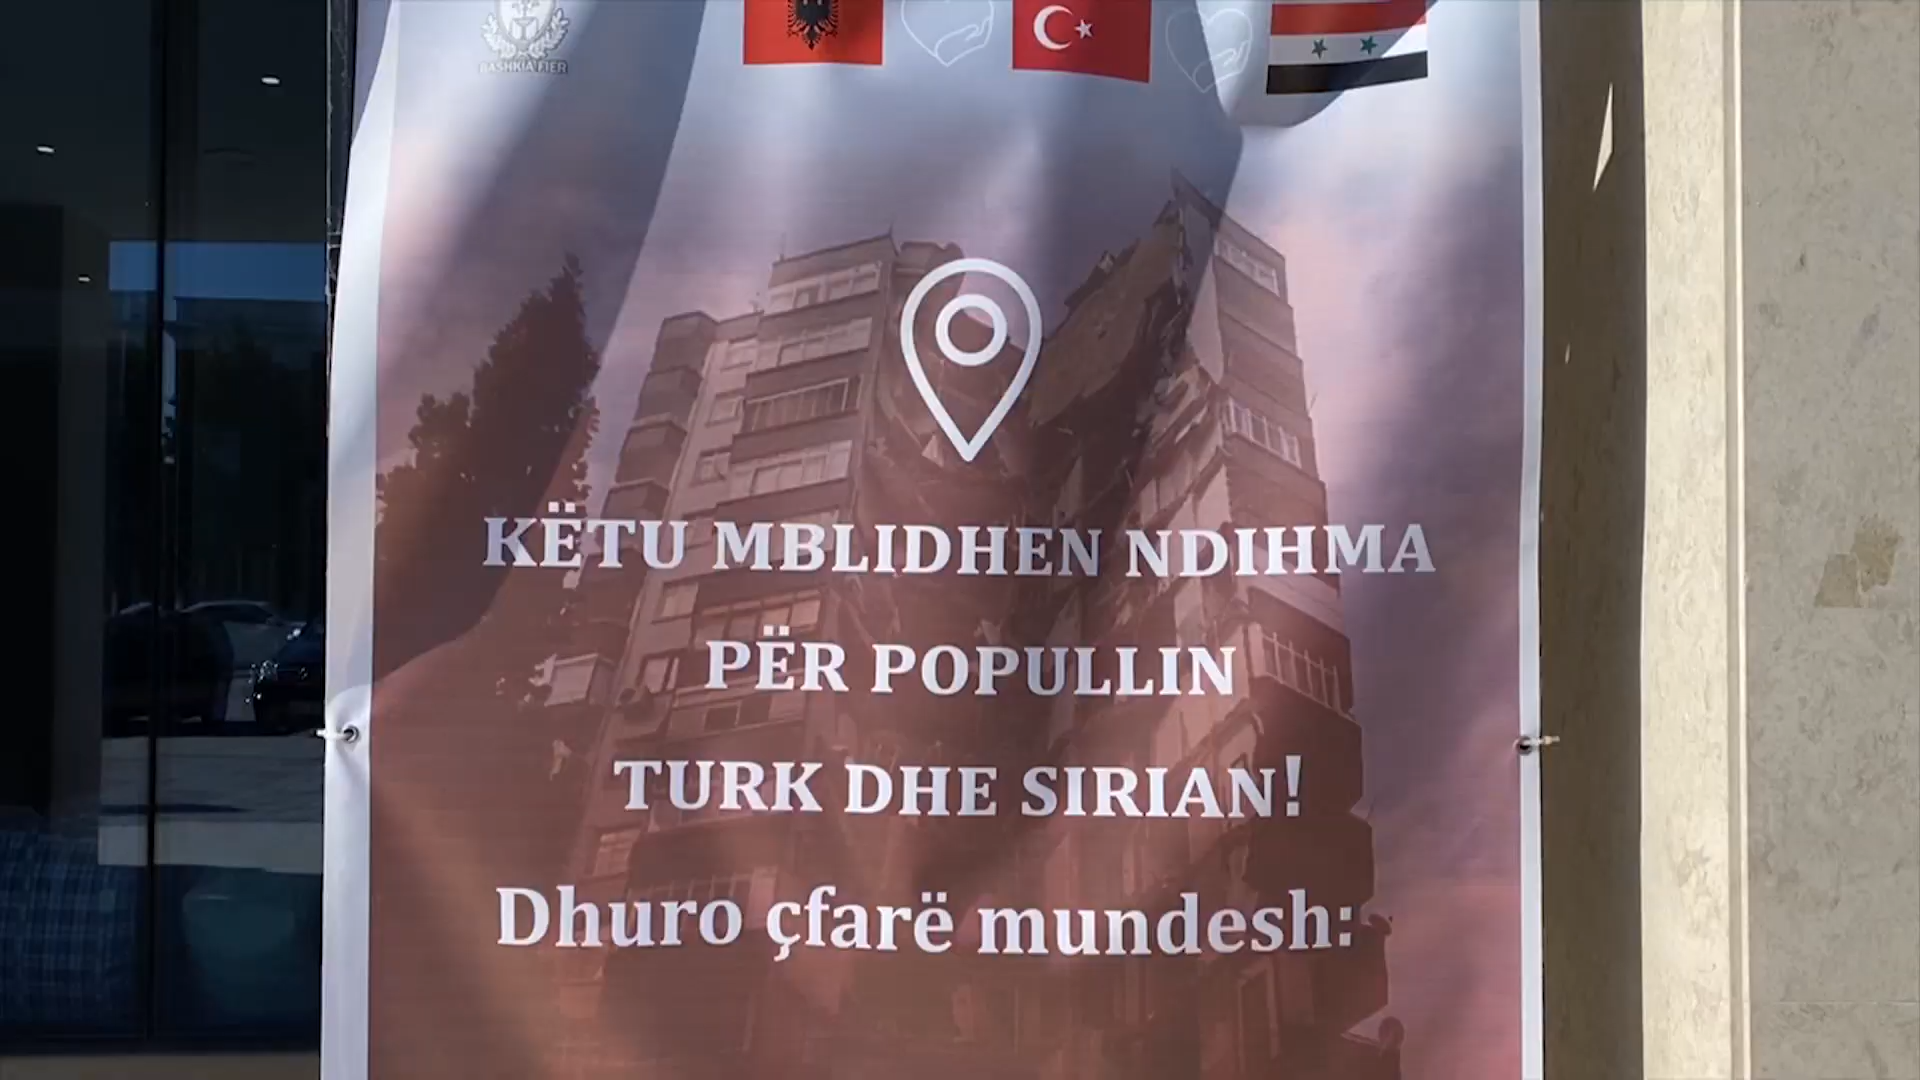 BASHKIA FIER
KËTU MBLIDHEN NDIHMA
PËR POPULLIN
TURK DHE SIRIAN!
Dhuro çfarë mundesh: